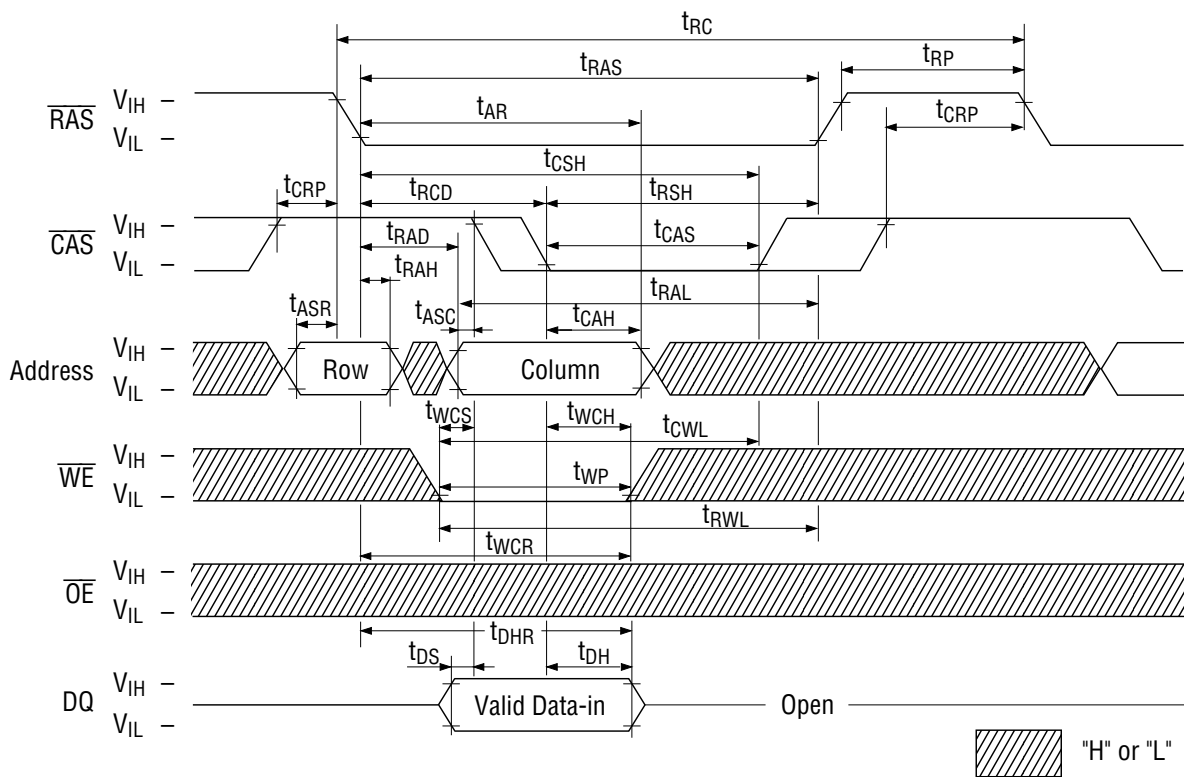 tRC
tRAS
tRP
RAS
VIH –
VIL –
tAR
tCRP
tCSH
tCRP
tRCD
tRSH
CAS
VIH –
VIL –
tRAD
tCAS
tRAH
tRAL
tASR
tASC
tCAH
Address
VIH –
VIL –
Row
Column
tWCS
tWCH
tCWL
WE
VIH –
VIL –
tWP
tRWL
tWCR
OE
VIH –
VIL –
tDHR
tDS
tDH
DQ
VIH –
VIL –
Valid Data-in
Open
"H" or "L"